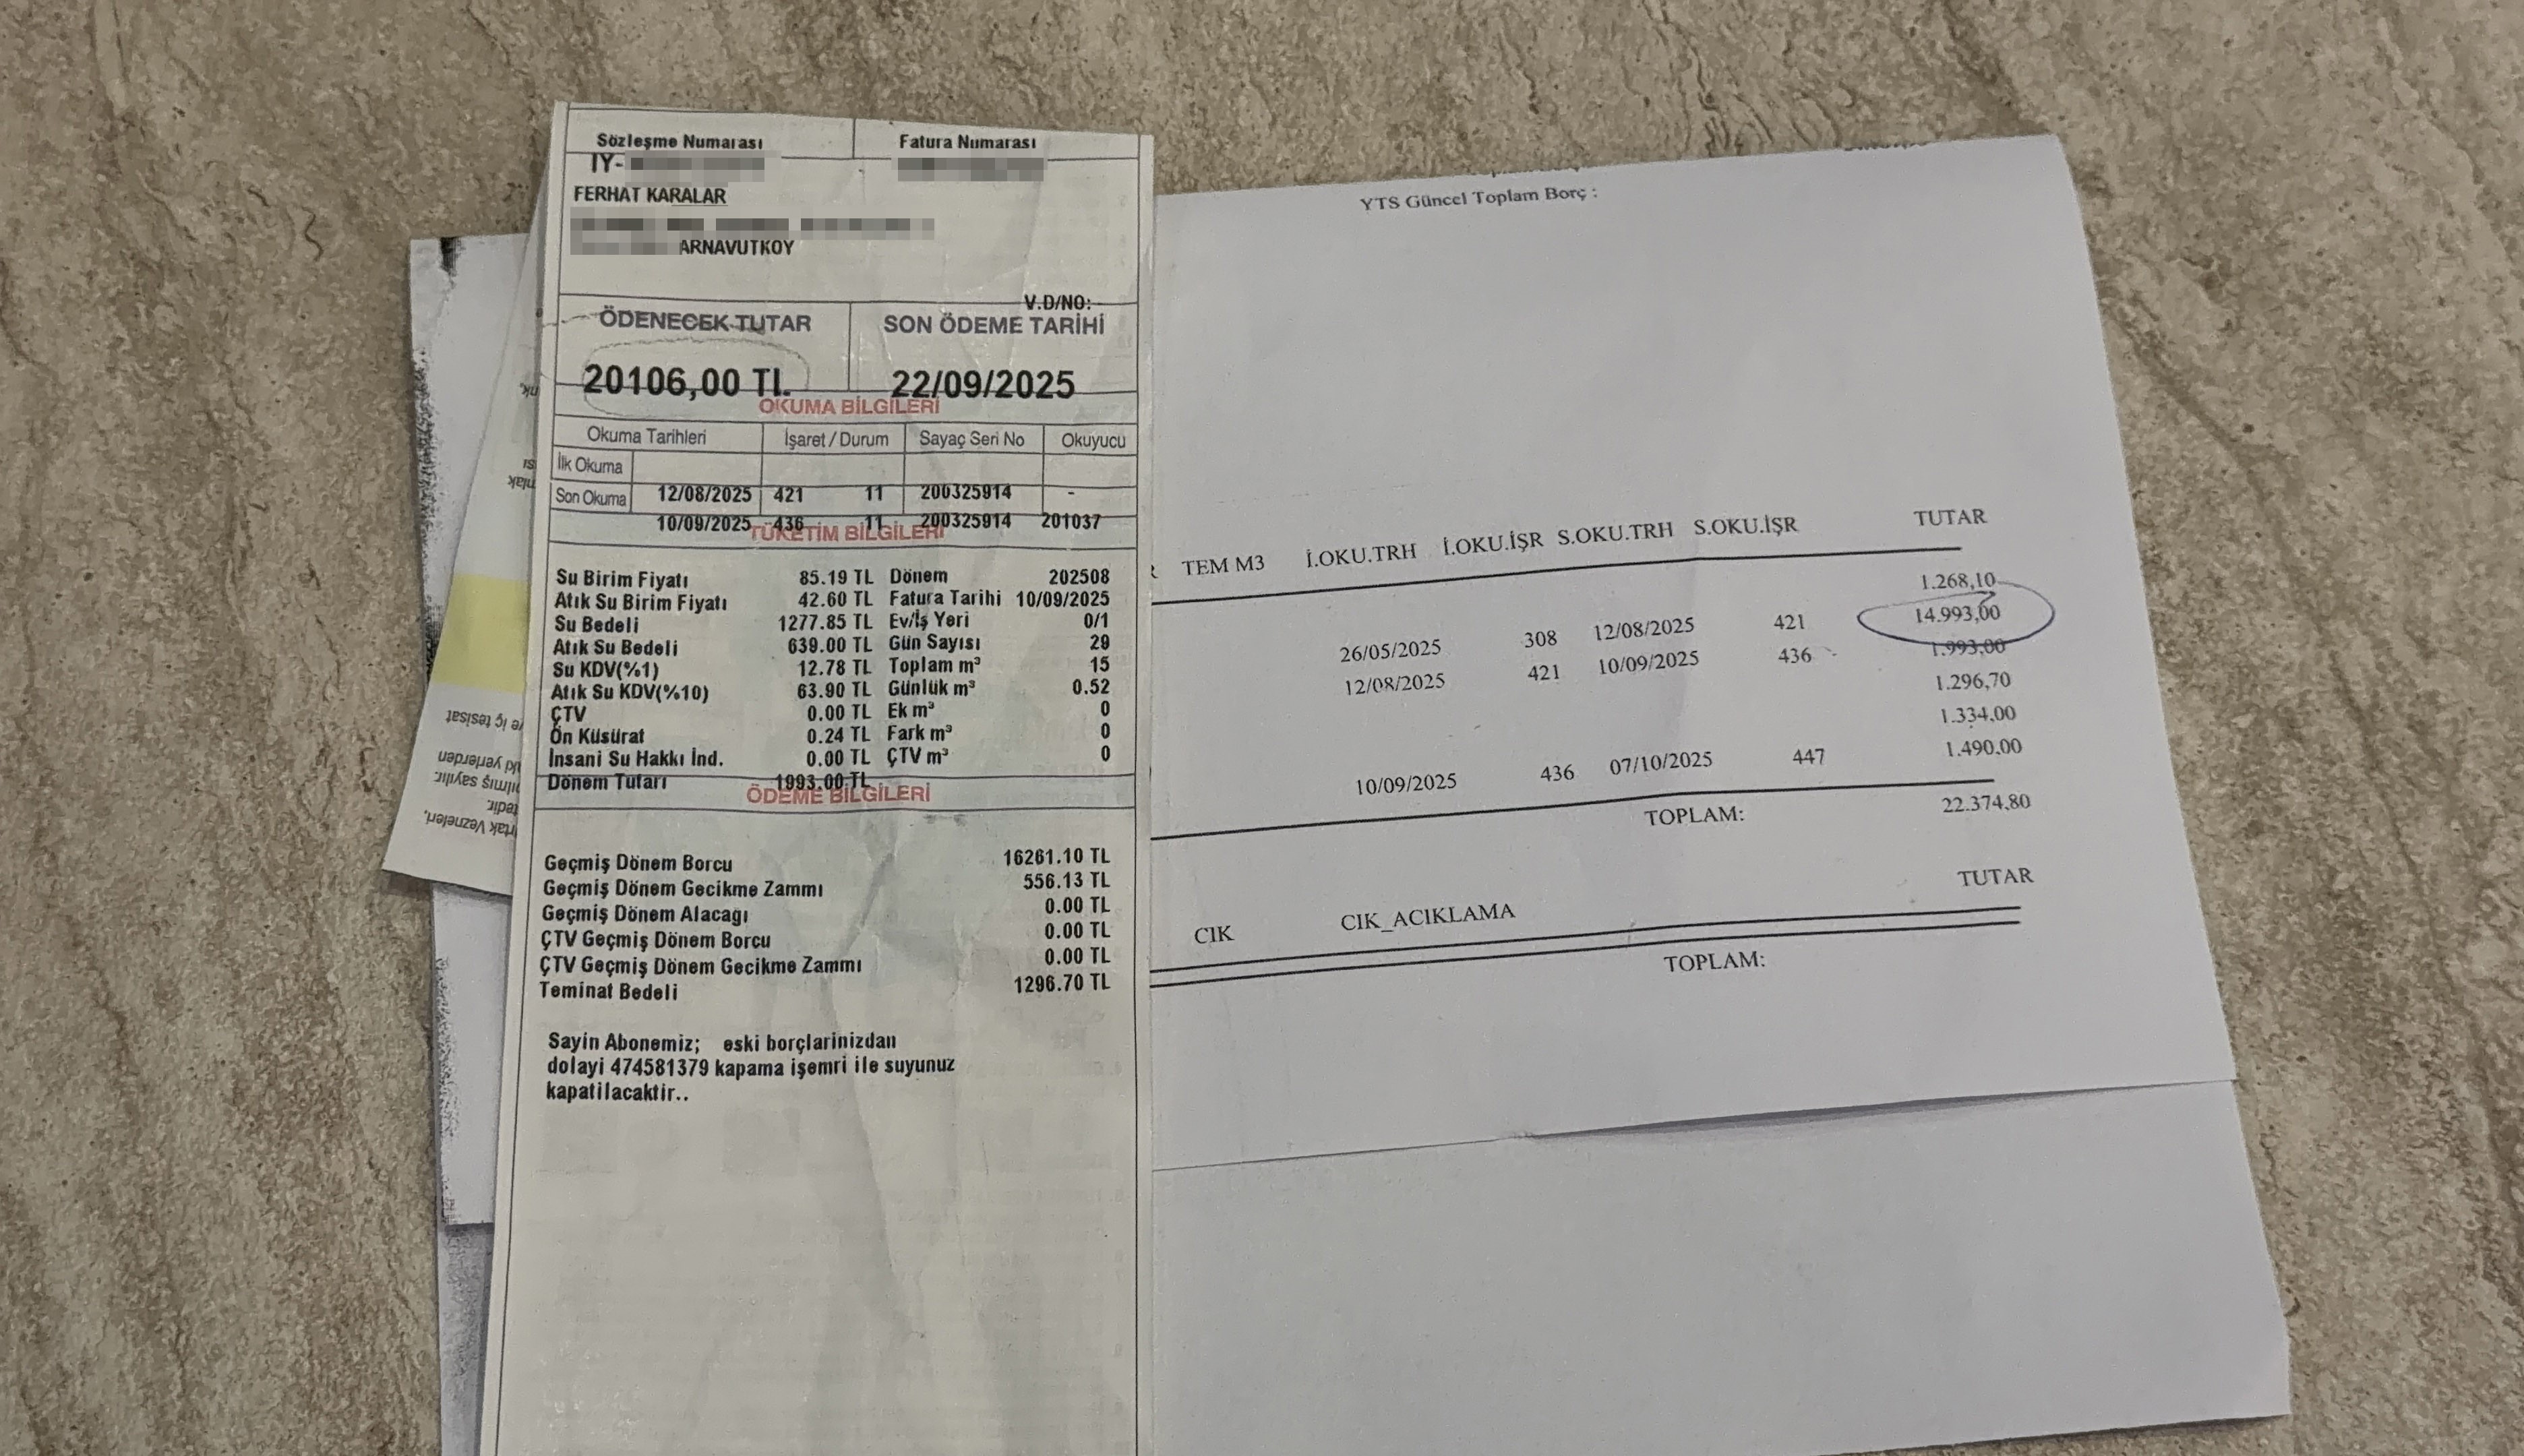 Sözleşme Numarası Fatura Numarası
IY-
FERHAT KARALAR
ARNAVUTKOY
V.D/NO:
ÖDENECEK TUTAR SON ÖDEME TARİHİ
20106,00 TL 22/09/2025
OKUMA BİLGİLERİ
Okuma Tarihleri İşaret / Durum Sayaç Seri No Okuyucu
İlk Okuma
Son Okuma 12/08/2025 421 11 200325914 -
10/09/2025 436 11 200325914 201037
TÜKETİM BİLGİLERİ
Su Birim Fiyatı 85.19 TL Dönem 202508
Atık Su Birim Fiyatı 42.60 TL Fatura Tarihi 10/09/2025
Su Bedeli 1277.85 TL Ev/İş Yeri 0/1
Atık Su Bedeli 639.00 TL Gün Sayısı 29
Su KDV(%1) 12.78 TL Toplam m³ 15
Atık Su KDV(%10) 63.90 TL Günlük m³ 0.52
ÇTV 0.00 TL Ek m³ 0
Ön Küsürat 0.24 TL Fark m³ 0
İnsani Su Hakkı İnd. 0.00 TL ÇTV m³ 0
Dönem Tutarı 1993.00 TL
ÖDEME BİLGİLERİ
Geçmiş Dönem Borcu 16261.10 TL
Geçmiş Dönem Gecikme Zammı 556.13 TL
Geçmiş Dönem Alacağı 0.00 TL
ÇTV Geçmiş Dönem Borcu 0.00 TL
ÇTV Geçmiş Dönem Gecikme Zammı 0.00 TL
Teminat Bedeli 1296.70 TL
Sayin Abonemiz; eski borçlarinizdan
dolayi 474581379 kapama işemri ile suyunuz
kapatilacaktir..
YTS Güncel Toplam Borç :
TEM M3 İ.OKU.TRH İ.OKU.İŞR S.OKU.TRH S.OKU.İŞR TUTAR
1.268,10
26/05/2025 308 12/08/2025 421 14.993,00
12/08/2025 421 10/09/2025 436 1.993,00
1.296,70
1.334,00
10/09/2025 436 07/10/2025 447 1.490,00
TOPLAM: 22.374,80
CIK CIK_ACIKLAMA TUTAR
TOPLAM:
ve iç tesisat
yerlerden
sayılır.
Vezneleri,